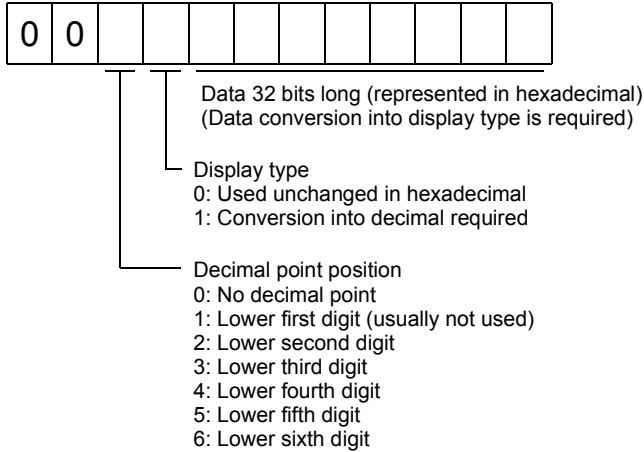 0 0
Data 32 bits long (represented in hexadecimal)
(Data conversion into display type is required)
Display type
0: Used unchanged in hexadecimal
1: Conversion into decimal required
Decimal point position
0: No decimal point
1: Lower first digit (usually not used)
2: Lower second digit
3: Lower third digit
4: Lower fourth digit
5: Lower fifth digit
6: Lower sixth digit